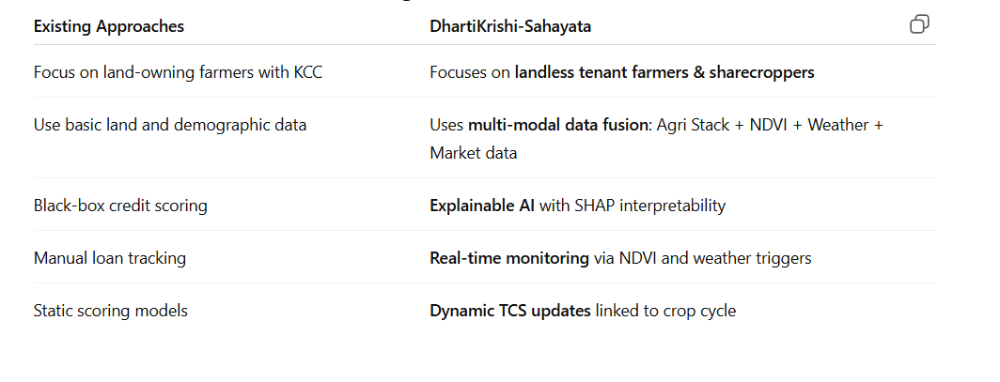 Existing Approaches
DhartiKrishi-Sahayata
Focus on land-owning farmers with KCC
Focuses on landless tenant farmers & sharecroppers
Use basic land and demographic data
Uses multi-modal data fusion: Agri Stack + NDVI + Weather +
Market data
Black-box credit scoring
Explainable AI with SHAP interpretability
Manual loan tracking
Real-time monitoring via NDVI and weather triggers
Static scoring models
Dynamic TCS updates linked to crop cycle